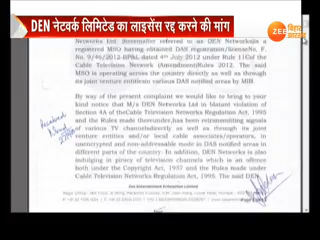 DEN नेटवर्क लिमिटेड का लाइसेंस रद्द करने की मांग
ZEE
Networks Ltd. (hereinafter referred to as DEN Networks)is a
registered MSO having obtained DAS registration/license No. F.
No. 9/46/2012-BP&L dated 4th July 2012 under Rule 11C of the
Cable Television Network (Amendment)Rules 2012. The said
MSO is operating across the country directly as well as through
its joint venture entities various DAS notified areas by MIB
By way of the present complaint we would like to bring to your
kind notice that M/s DEN Networks Ltd in blatant violation of
Section 4A of theCable Television Networks Regulation Act, 1995
and the Rules made thereunder,has been retransmitting signals
of various TV channelsdirectly as well as through its joint
venture entities and/or local cable associates/operators, in
unencrypted and non-addressable mode in DAS notified areas in
different parts of the country. In addition, DEN Networks is also
indulging in piracy of television channels which is an offence
both under the Copyright Act, 1957 and the Rules made under
Cable Television Networks Regulation Act, 1995. The said DEN
Zee Entertainment Enterprises Limited